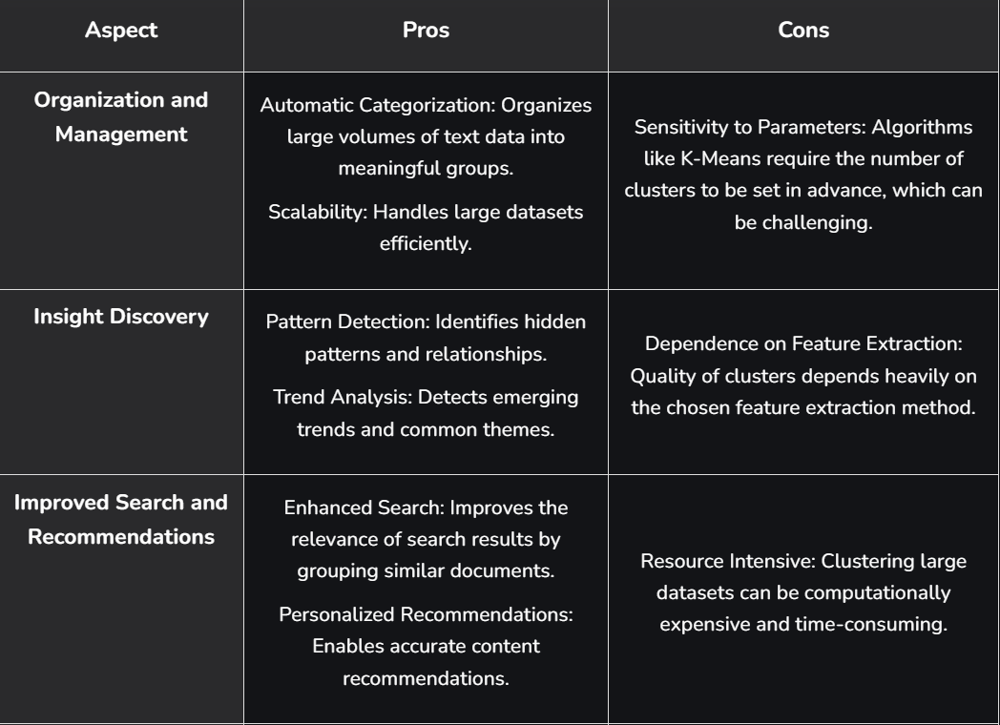 Aspect
Pros
Cons
Organization and
Management
Automatic Categorization: Organizes
large volumes of text data into
meaningful groups.
Scalability: Handles large datasets
efficiently.
Sensitivity to Parameters: Algorithms
like K-Means require the number of
clusters to be set in advance, which can
be challenging.
Insight Discovery
Pattern Detection: Identifies hidden
patterns and relationships.
Trend Analysis: Detects emerging
trends and common themes.
Dependence on Feature Extraction:
Quality of clusters depends heavily on
the chosen feature extraction method.
Improved Search and
Recommendations
Enhanced Search: Improves the
relevance of search results by
grouping similar documents.
Personalized Recommendations:
Enables accurate content
recommendations.
Resource Intensive: Clustering large
datasets can be computationally
expensive and time-consuming.